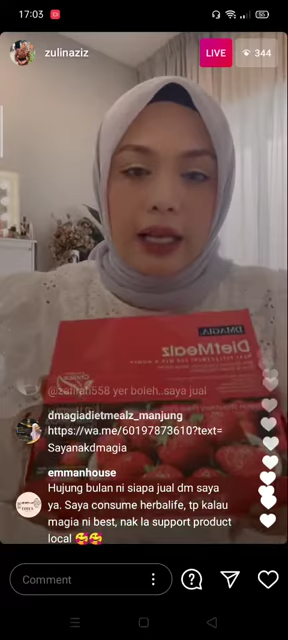 17:03
55
zulinaziz
LIVE
344
DMAGIA
DietMealz
@zafirah558 yer boleh..saya jual
dmagiadietmealz_manjung
https://wa.me/60197873610?text=
Sayanakdmagia
emmanhouse
Hujung bulan ni siapa jual dm saya
ya. Saya consume herbalife, tp kalau
magia ni best, nak la support product
local 🥰🥰
Comment